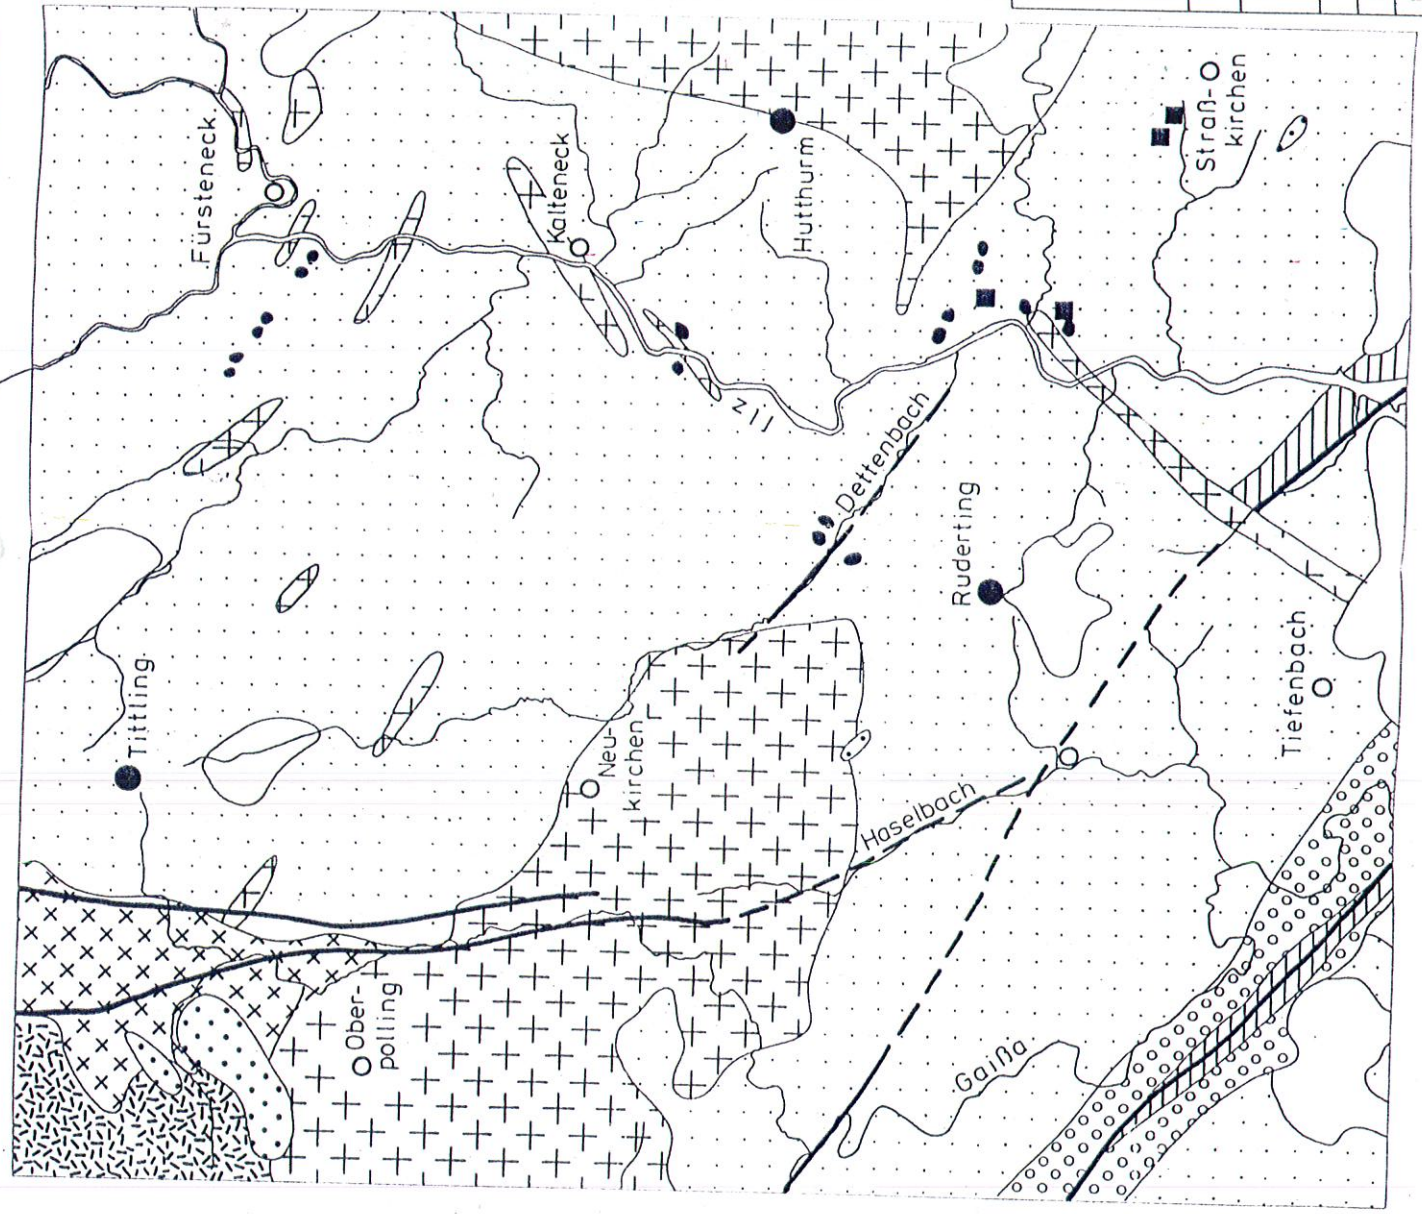 Fürsteneck
Kalteneck
Hutthurm
Straß-
kirchen
Ilz
Dettenbach
Ruderting
Tittling
Neu-
kirchen
Tiefenbach
Haselbach
Ober-
polling
Gaißa